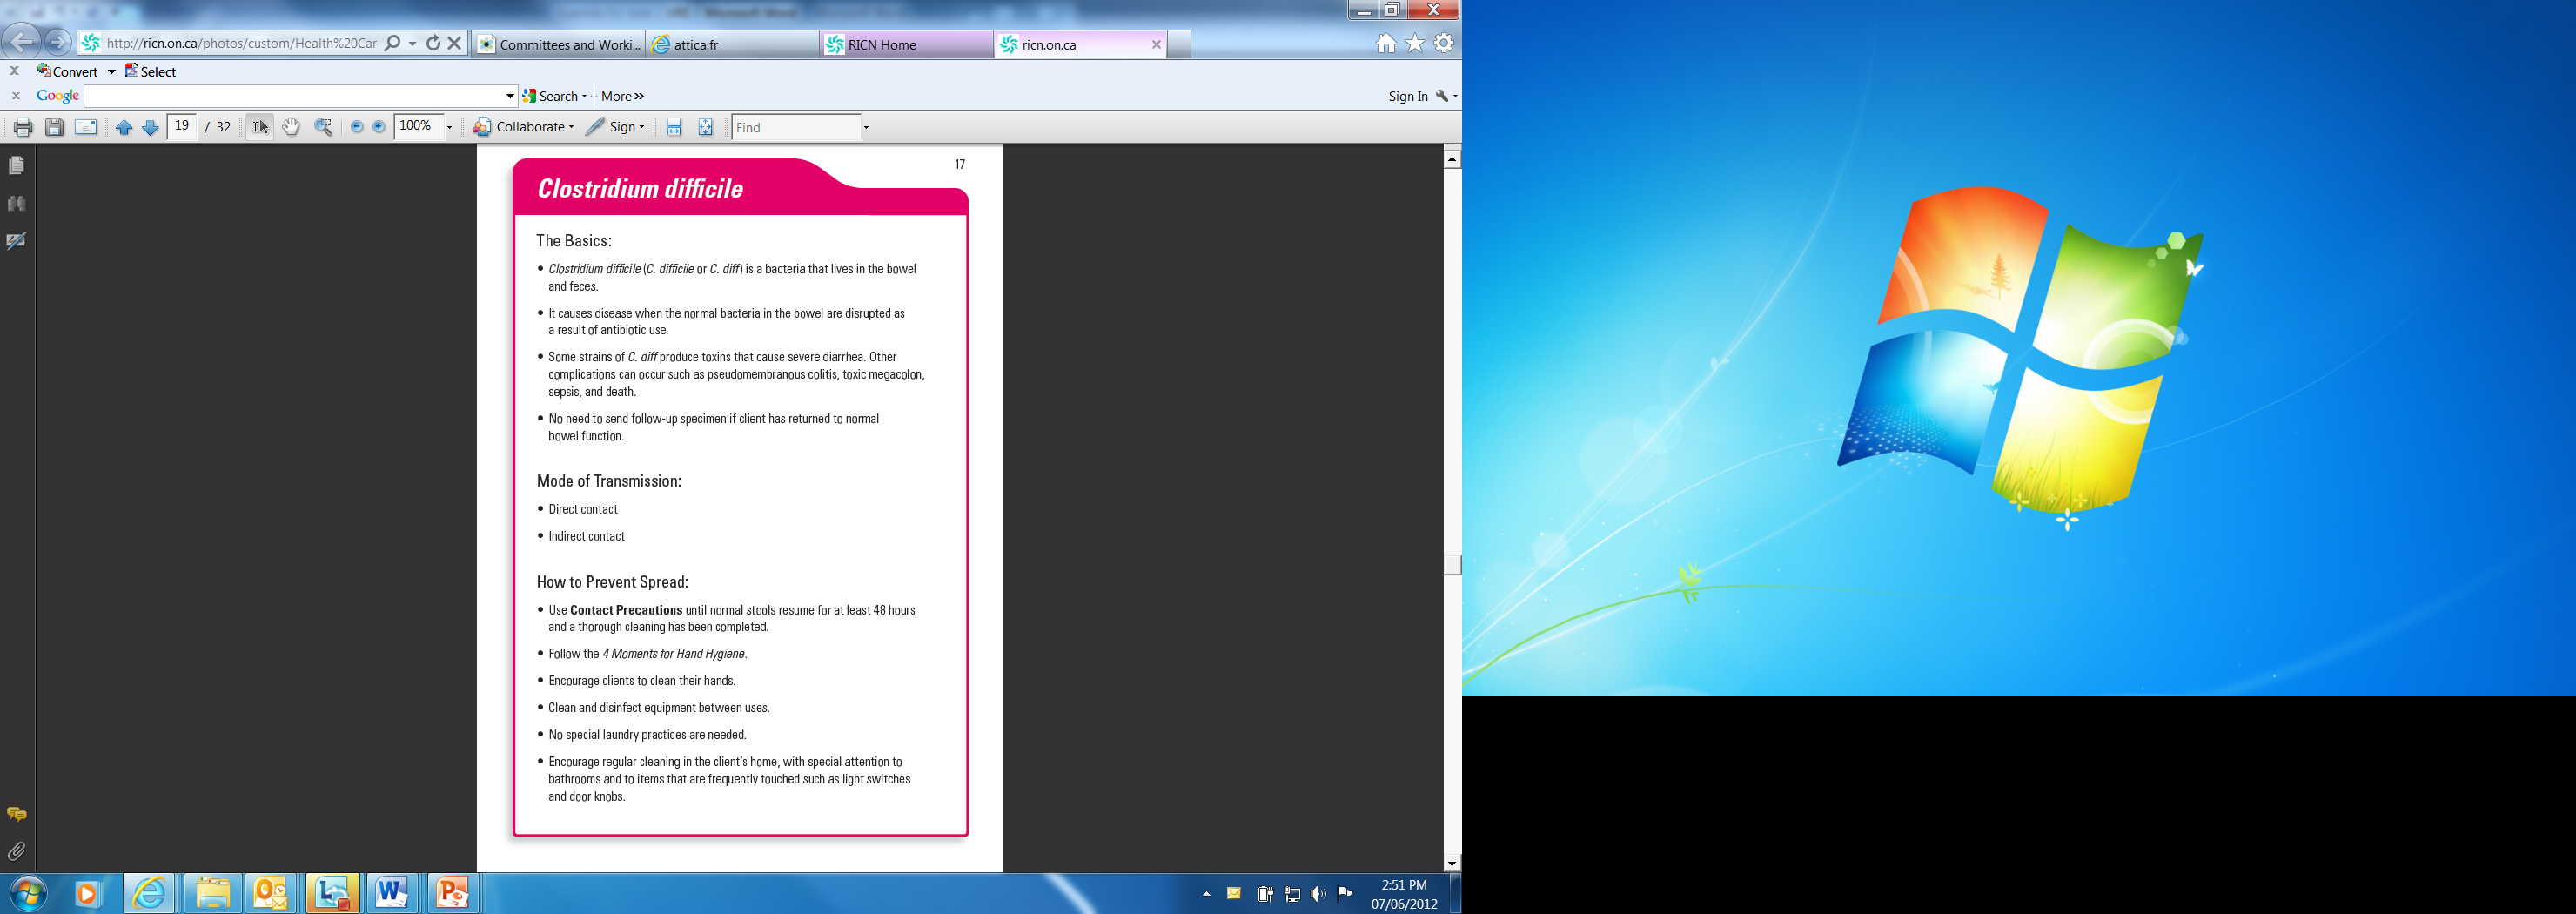 http://ricn.on.ca/photos/custom/Health%20Car
Committees and Worki...
attica.fr
RICN Home
ricn.on.ca
x Convert Select
x Google Search More »
Sign In
19 / 32 100% Collaborate Sign Find
17
Clostridium difficile
The Basics:
• Clostridium difficile (C. difficile or C. diff) is a bacteria that lives in the bowel
and feces.
• It causes disease when the normal bacteria in the bowel are disrupted as
a result of antibiotic use.
• Some strains of C. diff produce toxins that cause severe diarrhea. Other
complications can occur such as pseudomembranous colitis, toxic megacolon,
sepsis, and death.
• No need to send follow-up specimen if client has returned to normal
bowel function.
Mode of Transmission:
• Direct contact
• Indirect contact
How to Prevent Spread:
• Use Contact Precautions until normal stools resume for at least 48 hours
and a thorough cleaning has been completed.
• Follow the 4 Moments for Hand Hygiene.
• Encourage clients to clean their hands.
• Clean and disinfect equipment between uses.
• No special laundry practices are needed.
• Encourage regular cleaning in the client's home, with special attention to
bathrooms and to items that are frequently touched such as light switches
and door knobs.
2:51 PM
07/06/2012